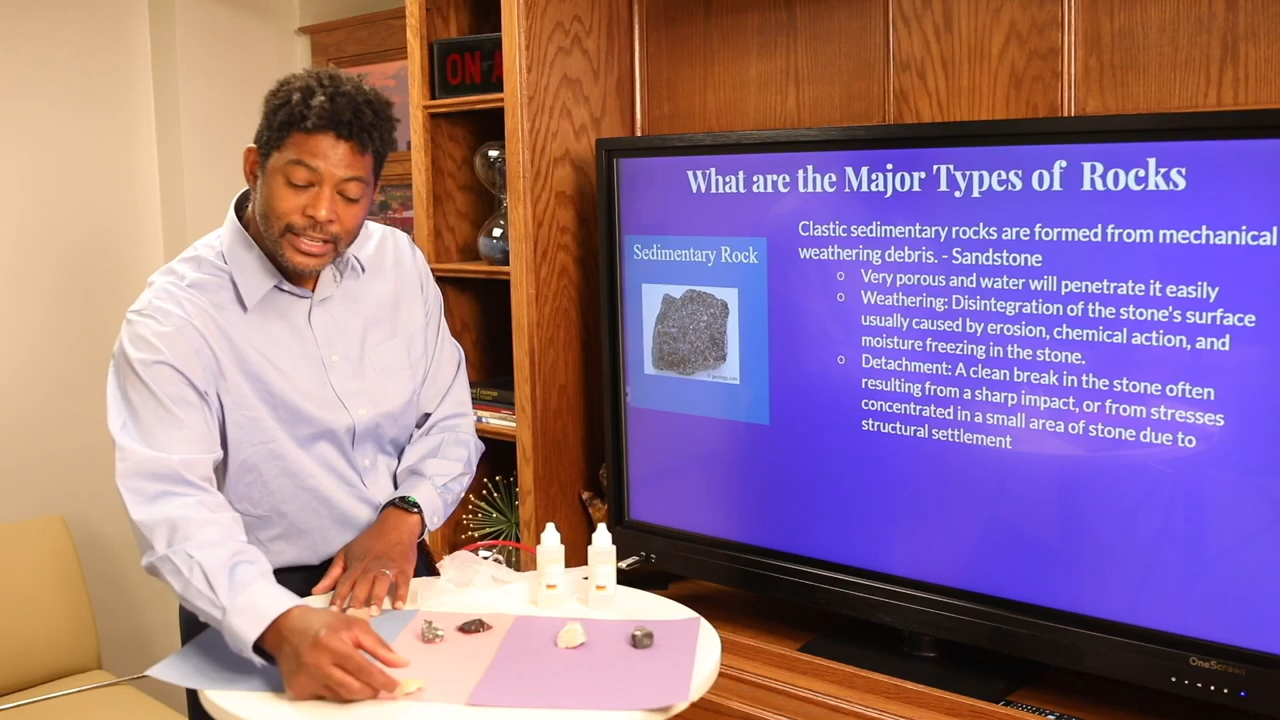 ON A
What are the Major Types of Rocks
Sedimentary Rock
Clastic sedimentary rocks are formed from mechanical
weathering debris. - Sandstone
Very porous and water will penetrate it easily
Weathering: Disintegration of the stone's surface
usually caused by erosion, chemical action, and
moisture freezing in the stone.
Detachment: A clean break in the stone often
resulting from a sharp impact, or from stresses
concentrated in a small area of stone due to
structural settlement
OneScreen